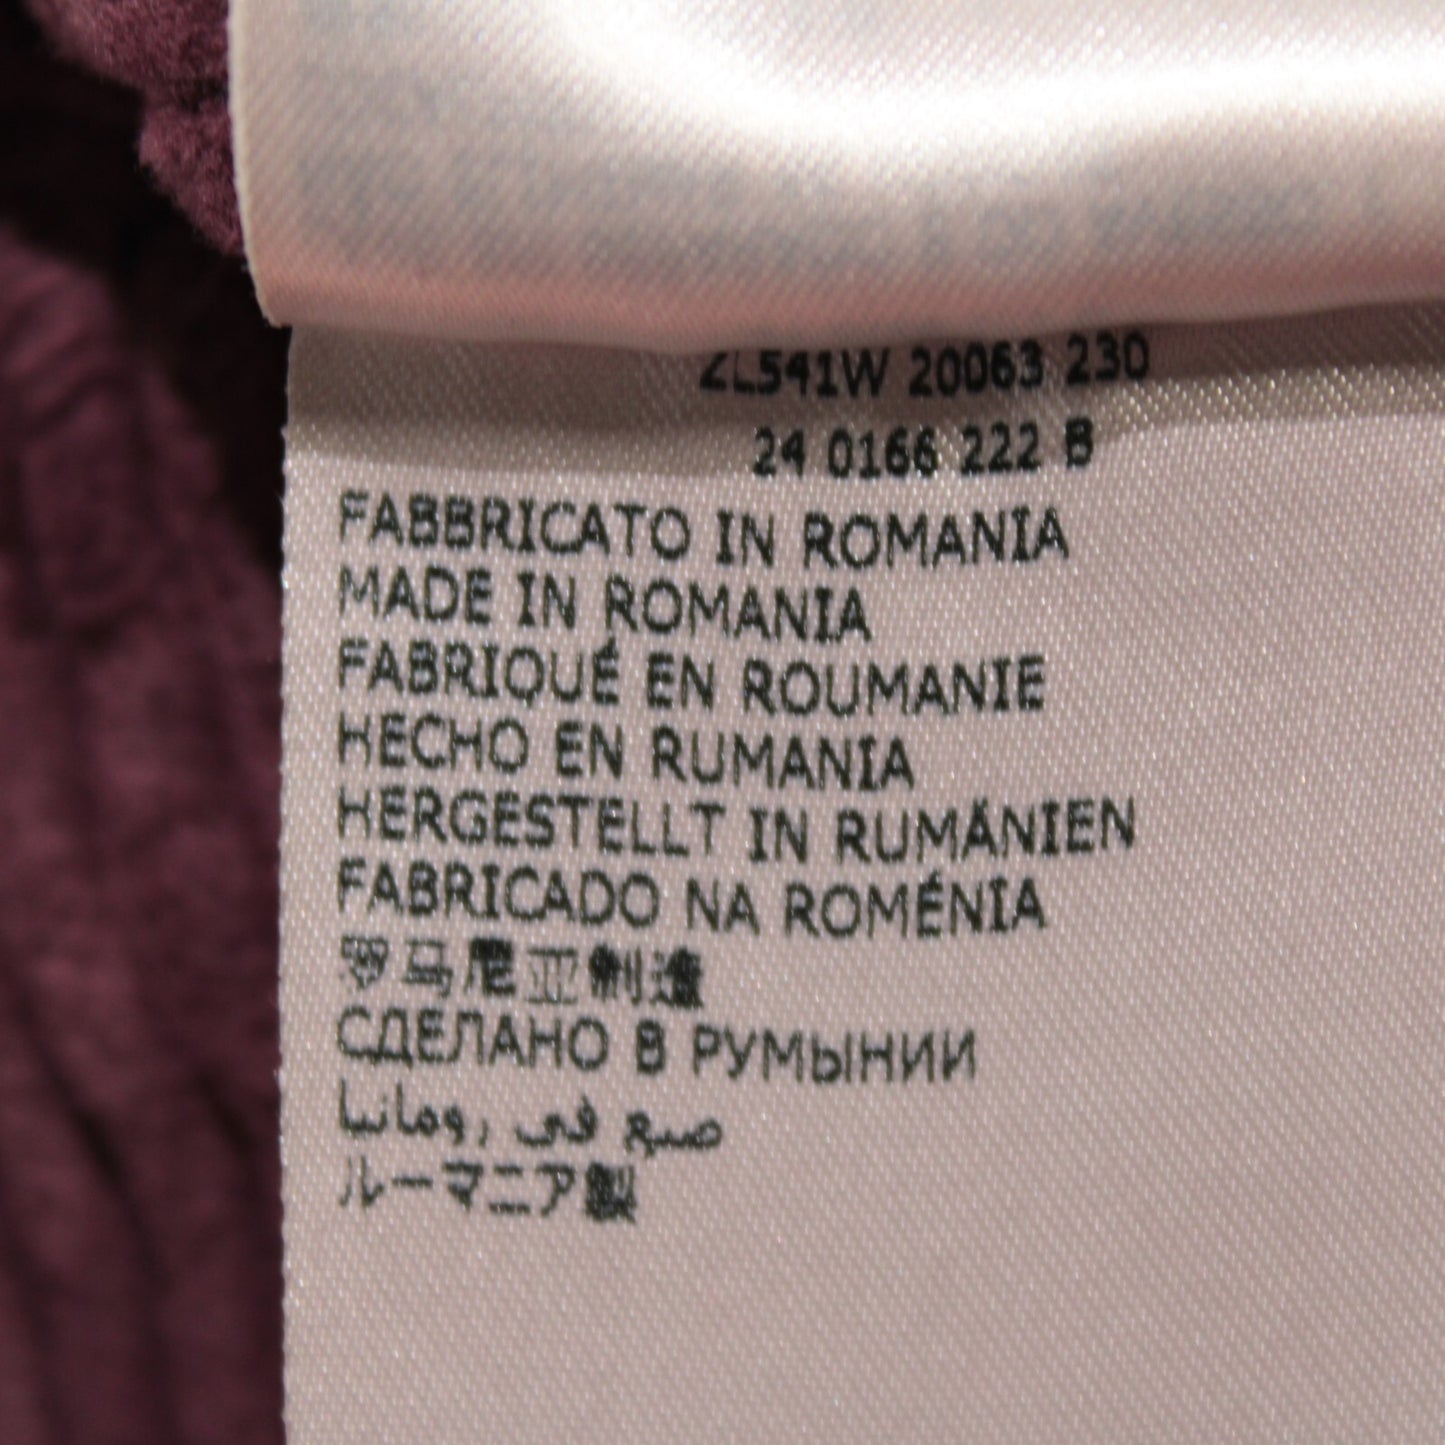 ZL541W 20063 230
24 0166 222 B
FABBRICATO IN ROMANIA
MADE IN ROMANIA
FABRIQUÉ EN ROUMANIE
HECHO EN RUMANIA
HERGESTELLT IN RUMÄNIEN
FABRICADO NA ROMÉNIA
罗马尼亚制造
СДЕЛАНО В РУМЫНИИ
صنع في رومانيا
ルーマニア製